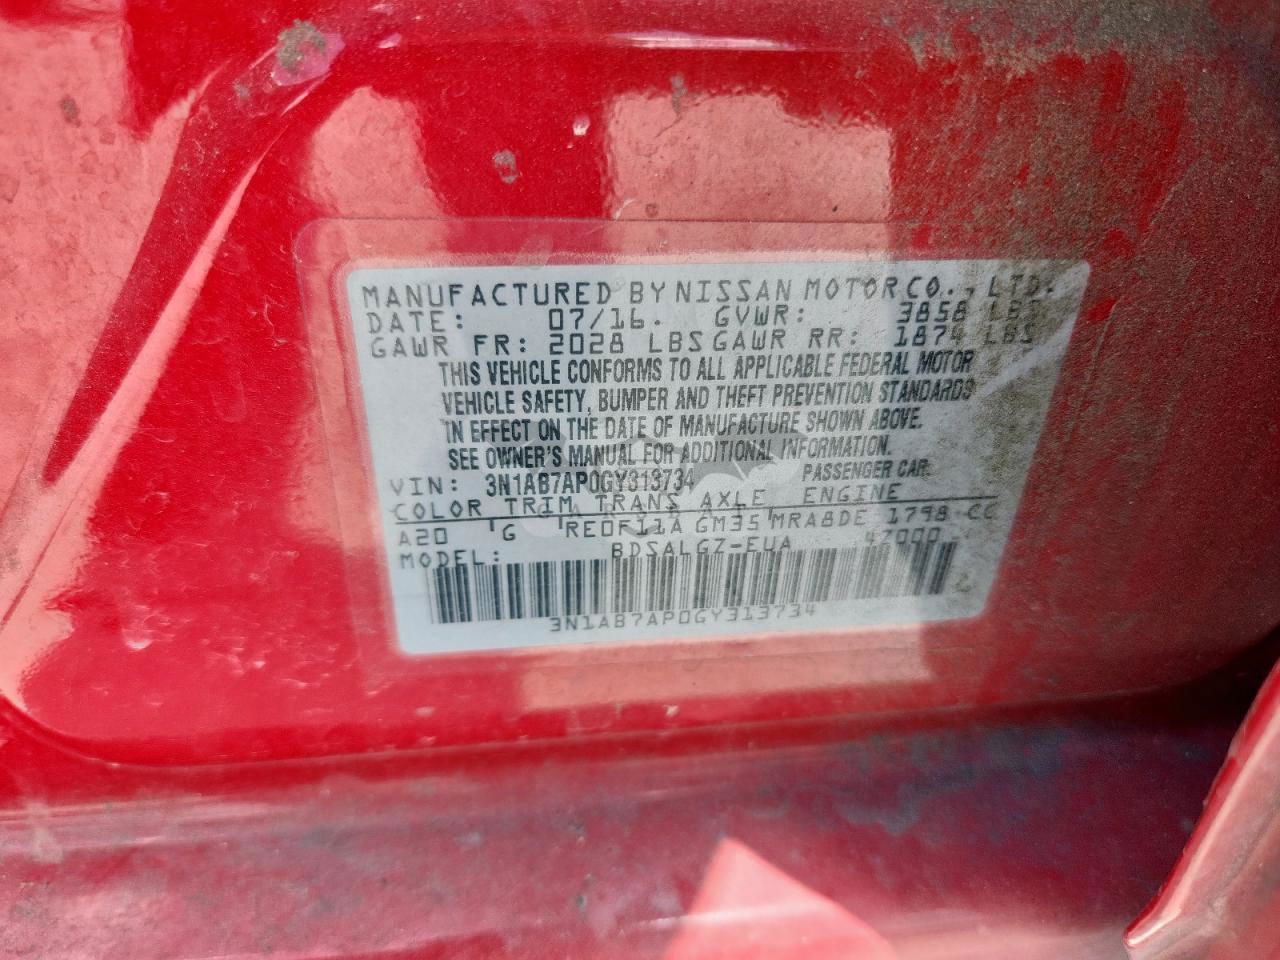 MANUFACTURED BY NISSAN MOTOR CO., LTD.
DATE: 07/16. GVWR: 3858 LBS
GAWR FR: 2028 LBS GAWR RR: 1874 LBS
THIS VEHICLE CONFORMS TO ALL APPLICABLE FEDERAL MOTOR
VEHICLE SAFETY, BUMPER AND THEFT PREVENTION STANDARDS
IN EFFECT ON THE DATE OF MANUFACTURE SHOWN ABOVE.
SEE OWNER'S MANUAL FOR ADDITIONAL INFORMATION.
VIN: 3N1AB7AP0GY313734 PASSENGER CAR
COLOR TRIM TRANS AXLE ENGINE
A20 G RE0F11A GM35 MRA8DE 1798 CC
MODEL: BDSALGZ-EUA 47000
3N1AB7AP0GY313734